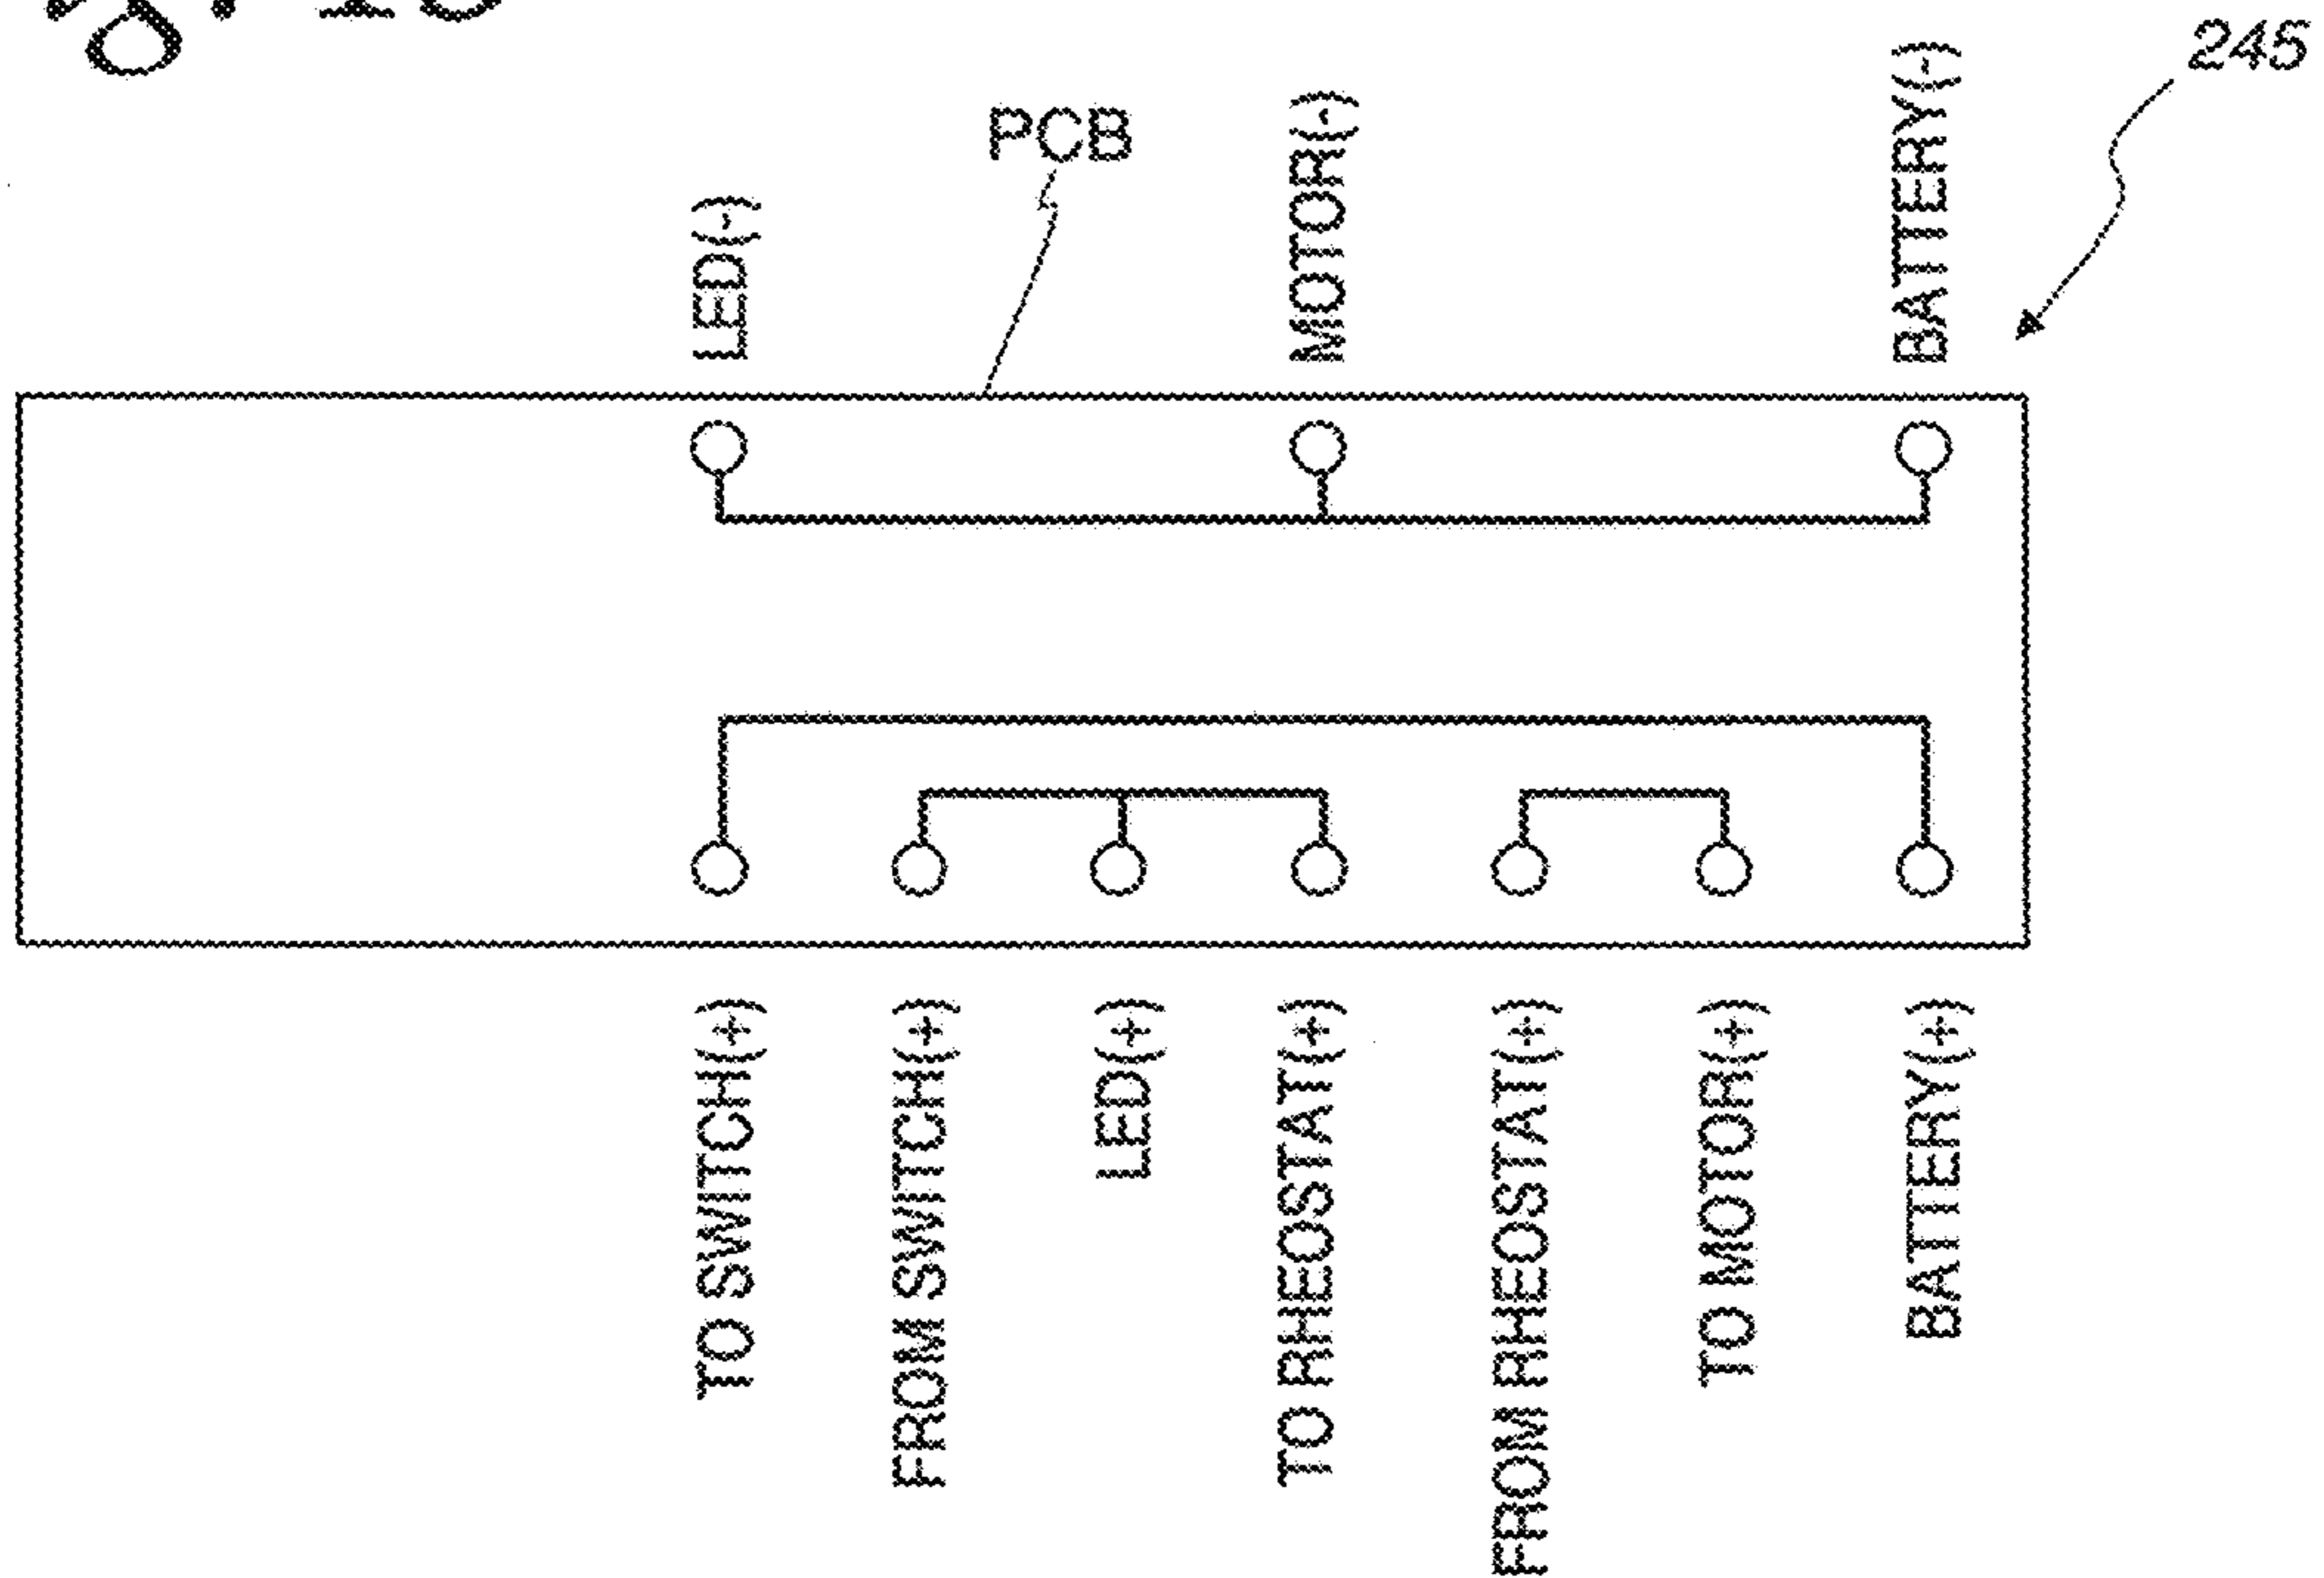 245
PCB
LED(-)
MOTOR(-)
BATTERY(-)
TO SWITCH(+)
FROM SWITCH(+)
LED(+)
TO RHEOSTAT(+)
FROM RHEOSTAT(+)
TO MOTOR(+)
BATTERY(+)